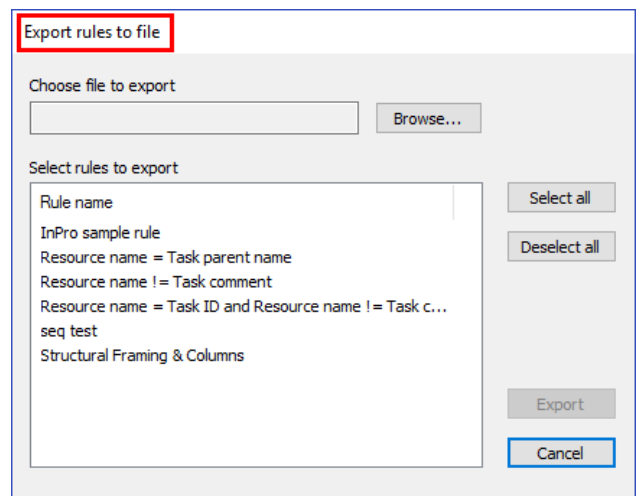 Export rules to file
Choose file to export
Browse...
Select rules to export
Rule name
Select all
InPro sample rule
Deselect all
Resource name = Task parent name
Resource name != Task comment
Resource name = Task ID and Resource name != Task c...
seq test
Structural Framing & Columns
Export
Cancel